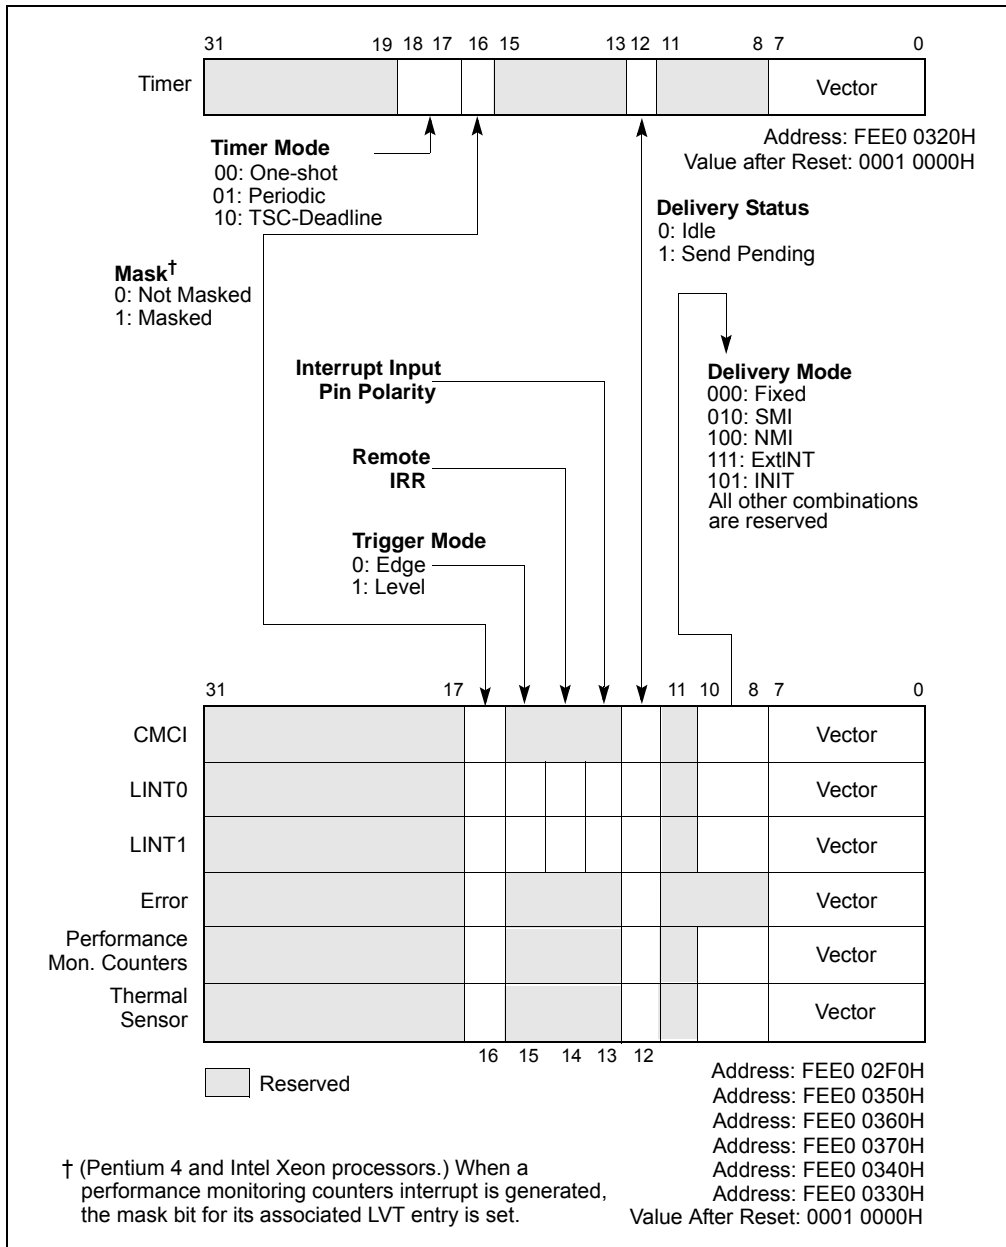 31 19 18 17 16 15 13 12 11 8 7 0
Timer Vector
Address: FEE0 0320H
Value after Reset: 0001 0000H
Timer Mode
00: One-shot
01: Periodic
10: TSC-Deadline
Delivery Status
0: Idle
1: Send Pending
Mask†
0: Not Masked
1: Masked
Interrupt Input
Pin Polarity
Delivery Mode
000: Fixed
010: SMI
100: NMI
111: ExtlNT
101: INIT
All other combinations
are reserved
Remote
IRR
Trigger Mode
0: Edge
1: Level
31 17 11 10 8 7 0
CMCI Vector
LINT0 Vector
LINT1 Vector
Error Vector
Performance
Mon. Counters Vector
Thermal
Sensor Vector
16 15 14 13 12
Reserved
Address: FEE0 02F0H
Address: FEE0 0350H
Address: FEE0 0360H
Address: FEE0 0370H
Address: FEE0 0340H
Address: FEE0 0330H
Value After Reset: 0001 0000H
† (Pentium 4 and Intel Xeon processors.) When a
performance monitoring counters interrupt is generated,
the mask bit for its associated LVT entry is set.